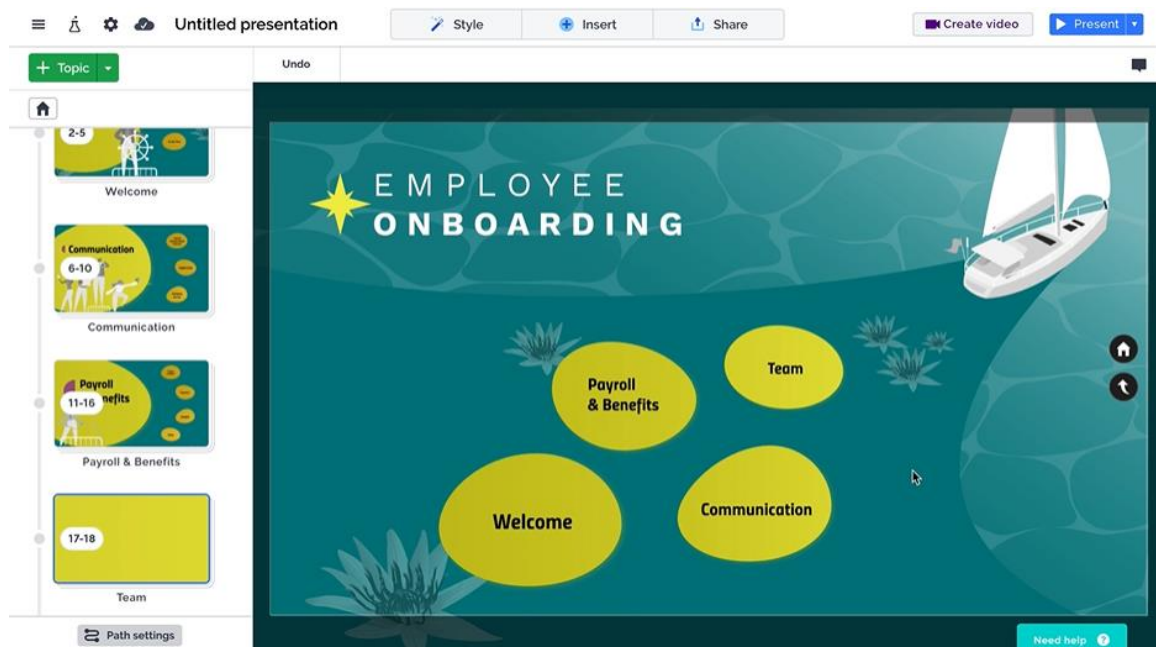 Untitled presentation
Style
Insert
Share
Create video
Present
+ Topic
Undo
2-5
Welcome
Communication
6-10
Communication
Payroll
11-16 nefits
Payroll & Benefits
17-18
Team
Path settings
EMPLOYEE
ONBOARDING
Payroll
& Benefits
Team
Welcome
Communication
Need help ?